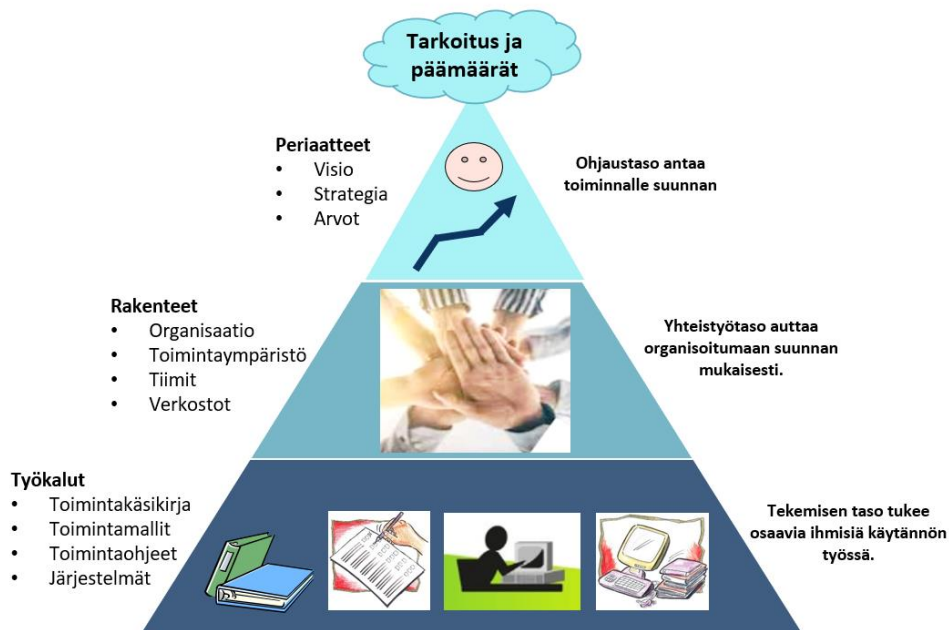 Tarkoitus ja
päämäärät
Periaatteet
• Visio
• Strategia
• Arvot
Ohjaustaso antaa
toiminnalle suunnan
Rakenteet
• Organisaatio
• Toimintaympäristö
• Tiimit
• Verkostot
Yhteistyötaso auttaa
organisoitumaan suunnan
mukaisesti.
Työkalut
• Toimintakäsikirja
• Toimintamallit
• Toimintaohjeet
• Järjestelmät
Tekemisen taso tukee
osaavia ihmisiä käytännön
työssä.